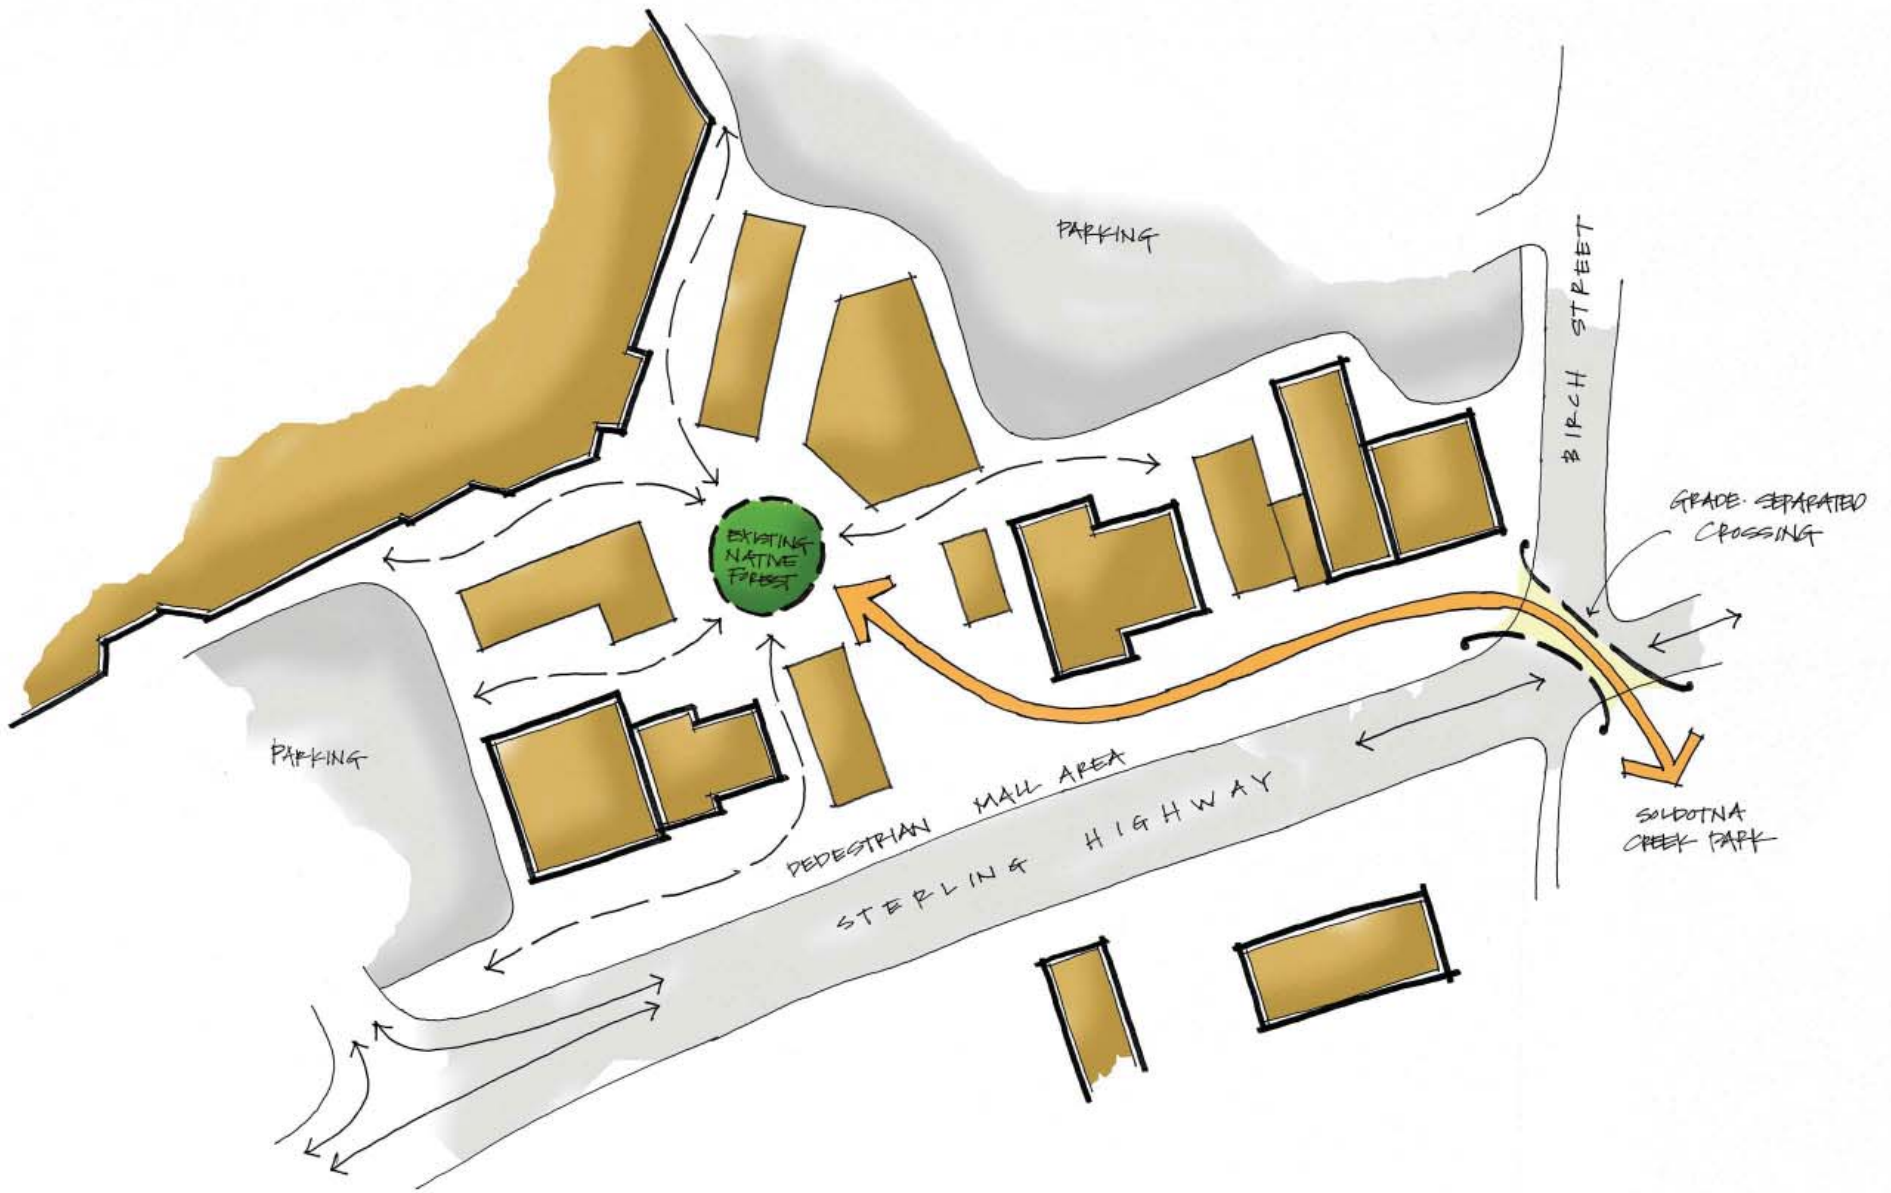 PARKING
BIRCH STREET
GRADE-SEPARATED
CROSSING
EXISTING
NATIVE
FOREST
PARKING
PEDESTRIAN MALL AREA
STERLING HIGHWAY
SOLDOTNA
CREEK PARK